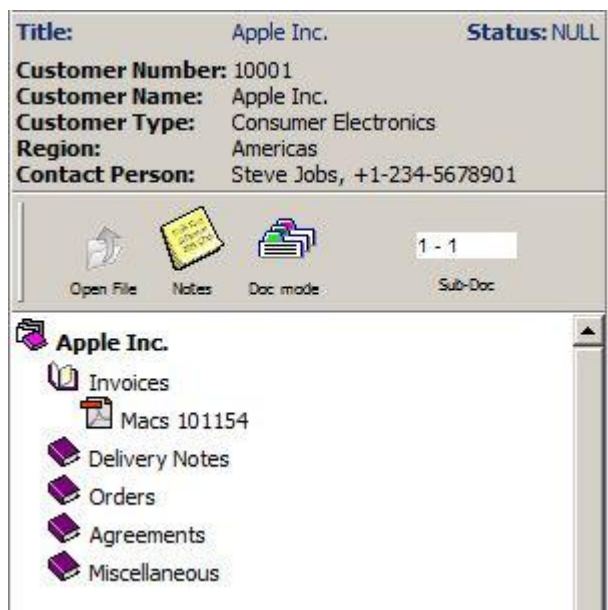 Title: Apple Inc. Status: NULL
Customer Number: 10001
Customer Name: Apple Inc.
Customer Type: Consumer Electronics
Region: Americas
Contact Person: Steve Jobs, +1-234-5678901
1 - 1
Open File Notes Doc mode Sub-Doc
Apple Inc.
Invoices
Macs 101154
Delivery Notes
Orders
Agreements
Miscellaneous